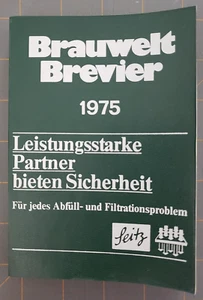 Brauwelt
Brevier
1975
Leistungsstarke
Partner
bieten Sicherheit
Für jedes Abfüll- und Filtrationsproblem
Seitz